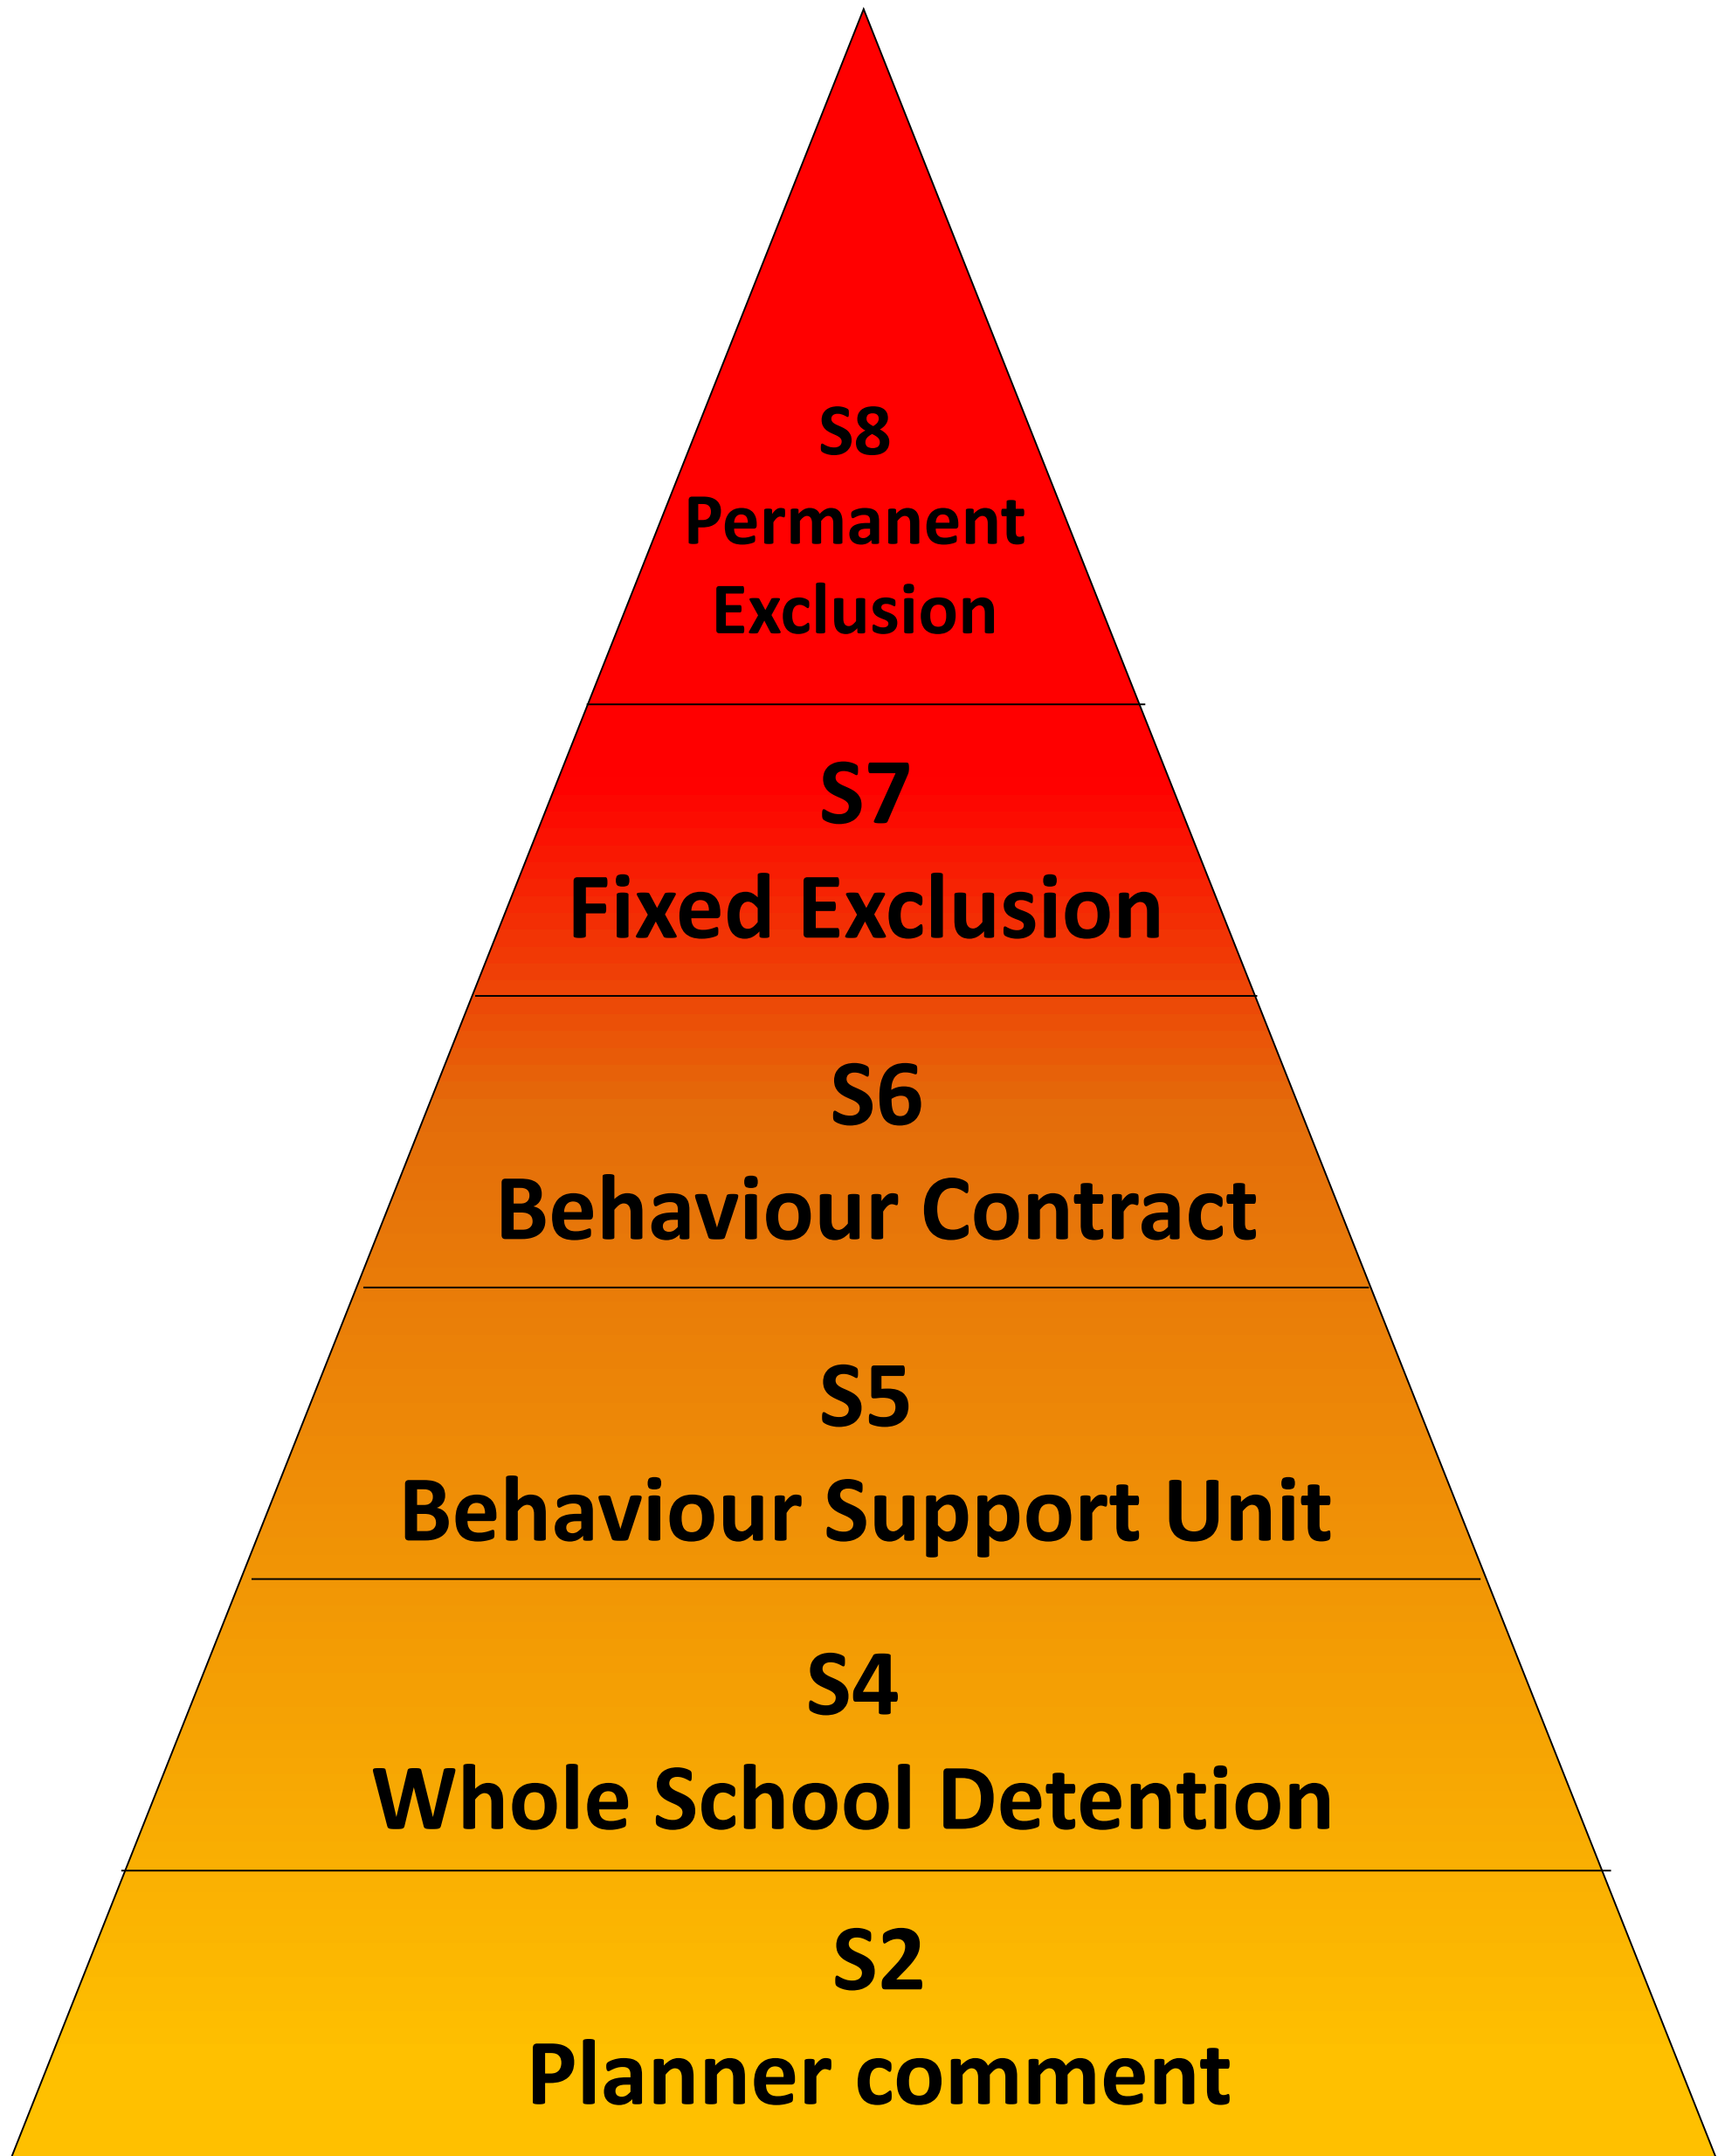 S8
Permanent
Exclusion
S7
Fixed Exclusion
S6
Behaviour Contract
S5
Behaviour Support Unit
S4
Whole School Detention
S2
Planner comment